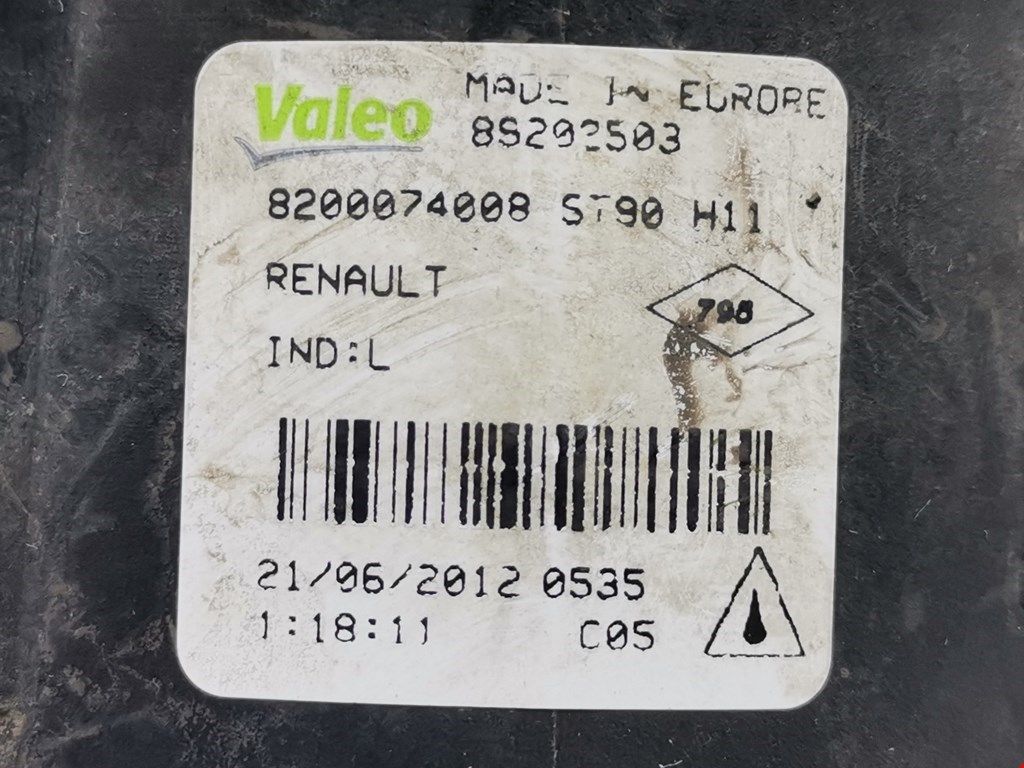 Valeo
MADE IN EUROPE
89202503
8200074008 ST90 H11
RENAULT
798
IND:L
21/06/2012 0535
1:18:11 C05